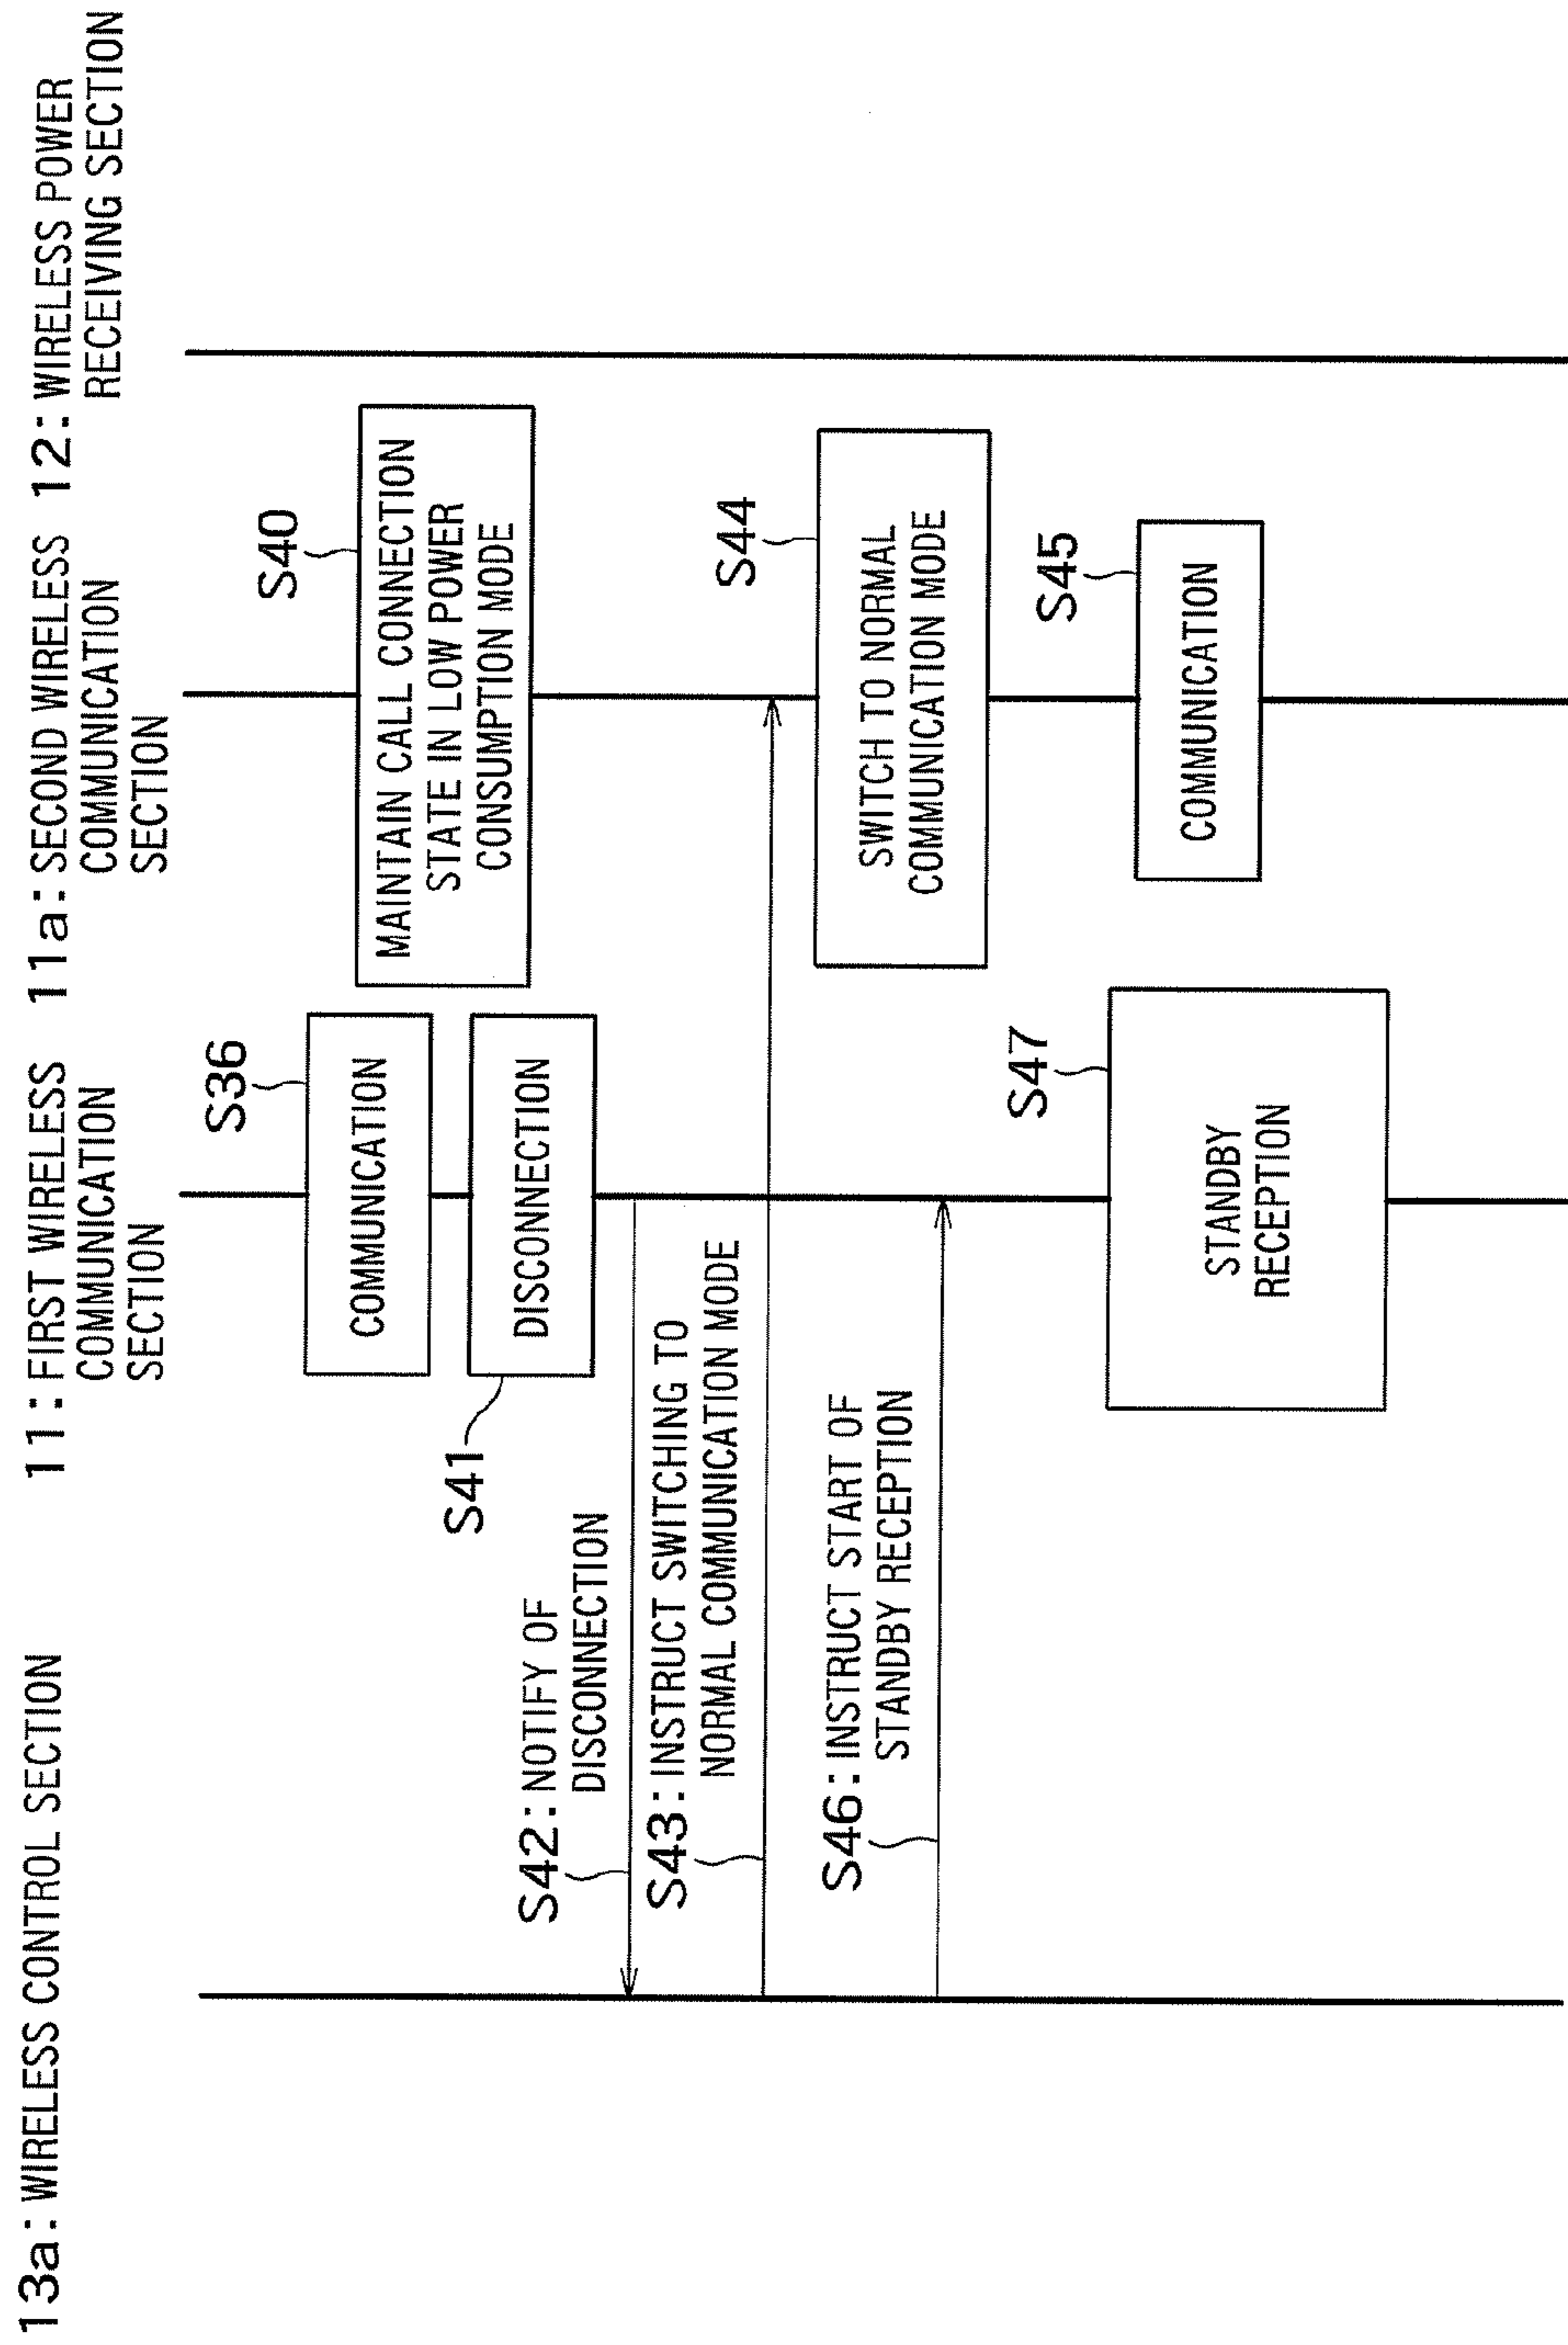 13a: WIRELESS CONTROL SECTION
11: FIRST WIRELESS
COMMUNICATION
SECTION
11a: SECOND WIRELESS
COMMUNICATION
SECTION
12: WIRELESS POWER
RECEIVING SECTION
S36
COMMUNICATION
S40
MAINTAIN CALL CONNECTION
STATE IN LOW POWER
CONSUMPTION MODE
S41
DISCONNECTION
S42: NOTIFY OF
DISCONNECTION
S43: INSTRUCT SWITCHING TO
NORMAL COMMUNICATION MODE
S44
SWITCH TO NORMAL
COMMUNICATION MODE
S46: INSTRUCT START OF
STANDBY RECEPTION
S45
COMMUNICATION
S47
STANDBY
RECEPTION